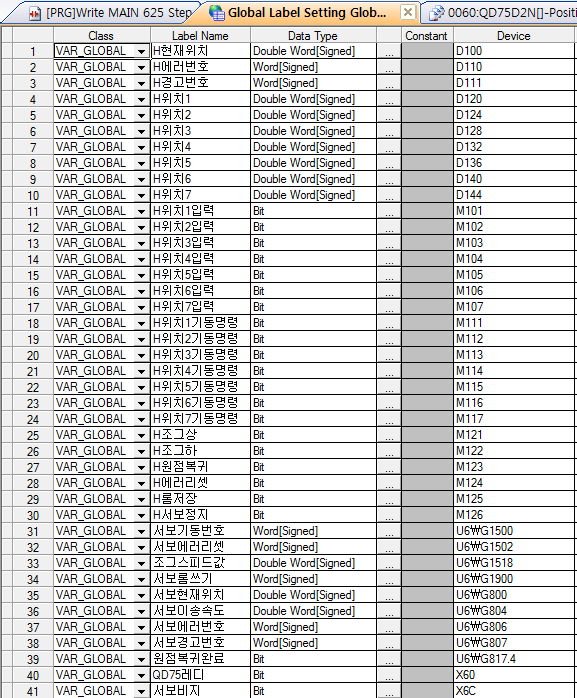 [PRG]Write MAIN 625 Step Global Label Setting Glob... 0060:QD75D2N[]-Positi
Class Label Name Data Type Constant Device
1 VAR_GLOBAL H현재위치 Double Word[Signed] ... D100
2 VAR_GLOBAL H에러번호 Word[Signed] ... D110
3 VAR_GLOBAL H경고번호 Word[Signed] ... D111
4 VAR_GLOBAL H위치1 Double Word[Signed] ... D120
5 VAR_GLOBAL H위치2 Double Word[Signed] ... D124
6 VAR_GLOBAL H위치3 Double Word[Signed] ... D128
7 VAR_GLOBAL H위치4 Double Word[Signed] ... D132
8 VAR_GLOBAL H위치5 Double Word[Signed] ... D136
9 VAR_GLOBAL H위치6 Double Word[Signed] ... D140
10 VAR_GLOBAL H위치7 Double Word[Signed] ... D144
11 VAR_GLOBAL H위치1입력 Bit ... M101
12 VAR_GLOBAL H위치2입력 Bit ... M102
13 VAR_GLOBAL H위치3입력 Bit ... M103
14 VAR_GLOBAL H위치4입력 Bit ... M104
15 VAR_GLOBAL H위치5입력 Bit ... M105
16 VAR_GLOBAL H위치6입력 Bit ... M106
17 VAR_GLOBAL H위치7입력 Bit ... M107
18 VAR_GLOBAL H위치1기동명령 Bit ... M111
19 VAR_GLOBAL H위치2기동명령 Bit ... M112
20 VAR_GLOBAL H위치3기동명령 Bit ... M113
21 VAR_GLOBAL H위치4기동명령 Bit ... M114
22 VAR_GLOBAL H위치5기동명령 Bit ... M115
23 VAR_GLOBAL H위치6기동명령 Bit ... M116
24 VAR_GLOBAL H위치7기동명령 Bit ... M117
25 VAR_GLOBAL H조그상 Bit ... M121
26 VAR_GLOBAL H조그하 Bit ... M122
27 VAR_GLOBAL H원점복귀 Bit ... M123
28 VAR_GLOBAL H에러리셋 Bit ... M124
29 VAR_GLOBAL H롬저장 Bit ... M125
30 VAR_GLOBAL H서보정지 Bit ... M126
31 VAR_GLOBAL 서보기동번호 Word[Signed] ... U6₩G1500
32 VAR_GLOBAL 서보에러리셋 Word[Signed] ... U6₩G1502
33 VAR_GLOBAL 조그스피드값 Double Word[Signed] ... U6₩G1518
34 VAR_GLOBAL 서보롬쓰기 Word[Signed] ... U6₩G1900
35 VAR_GLOBAL 서보현재위치 Double Word[Signed] ... U6₩G800
36 VAR_GLOBAL 서보이송속도 Double Word[Signed] ... U6₩G804
37 VAR_GLOBAL 서보에러번호 Word[Signed] ... U6₩G806
38 VAR_GLOBAL 서보경고번호 Word[Signed] ... U6₩G807
39 VAR_GLOBAL 원점복귀완료 Bit ... U6₩G817.4
40 VAR_GLOBAL QD75레디 Bit ... X60
41 VAR_GLOBAL 서보비지 Bit ... X6C